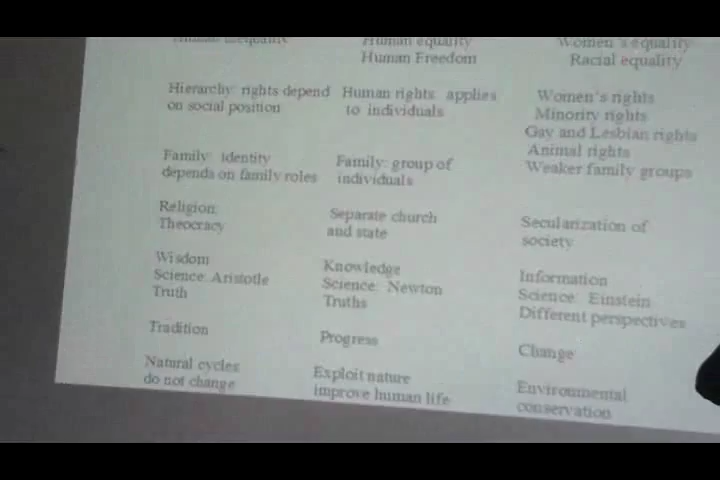 Human inequality
Human equality
Human Freedom
Women's equality
Racial equality
Hierarchy: rights depend
on social position
Human rights applies
to individuals
Women's rights
Minority rights
Gay and Lesbian rights
Animal rights
Weaker family groups
Family: identity
depends on family roles
Family: group of
individuals
Religion:
Theocracy
Separate church
and state
Secularization of
society
Wisdom
Science: Aristotle
Truth
Knowledge
Science: Newton
Truths
Information
Science: Einstein
Different perspectives
Tradition
Progress
Change
Natural cycles
do not change
Exploit nature
improve human life
Environmental
conservation